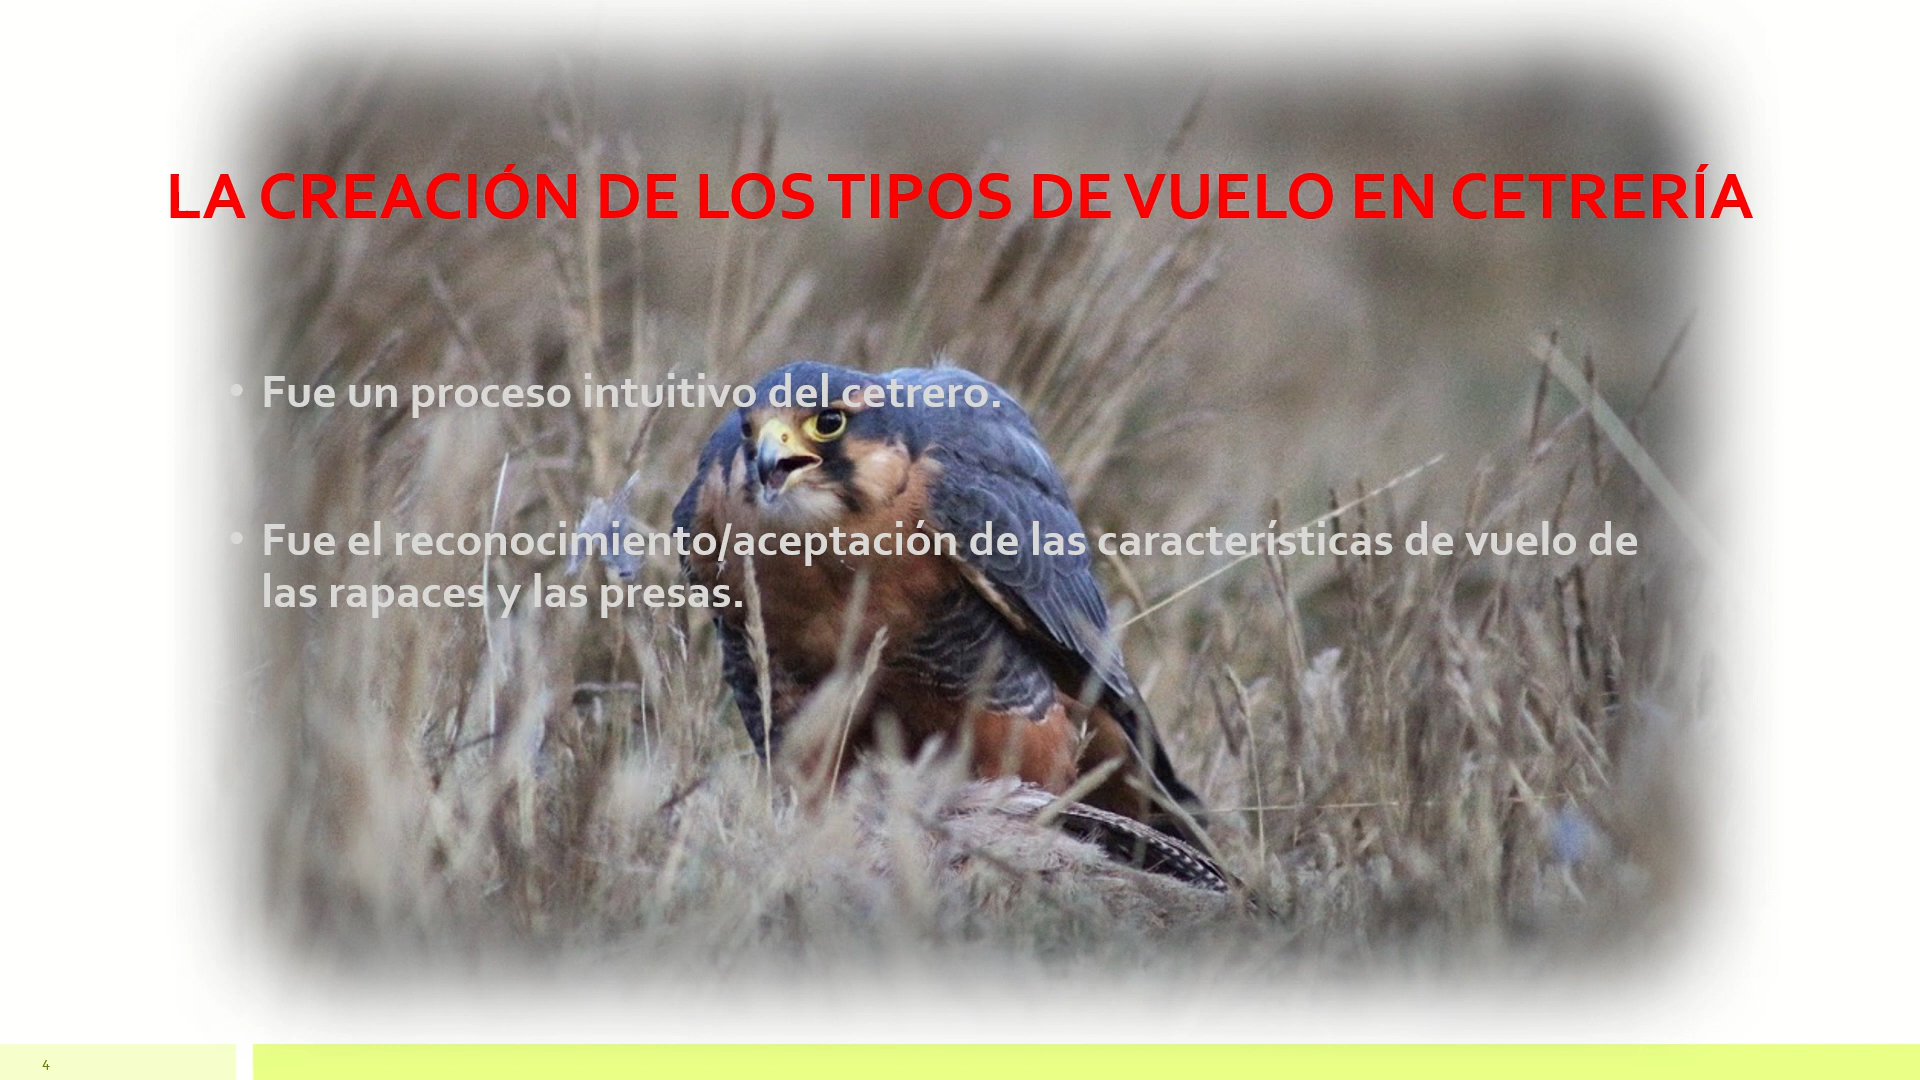 LA CREACIÓN DE LOS TIPOS DE VUELO EN CETRERÍA
• Fue un proceso intuitivo del cetrero.
• Fue el reconocimiento/aceptación de las características de vuelo de
las rapaces y las presas.
4